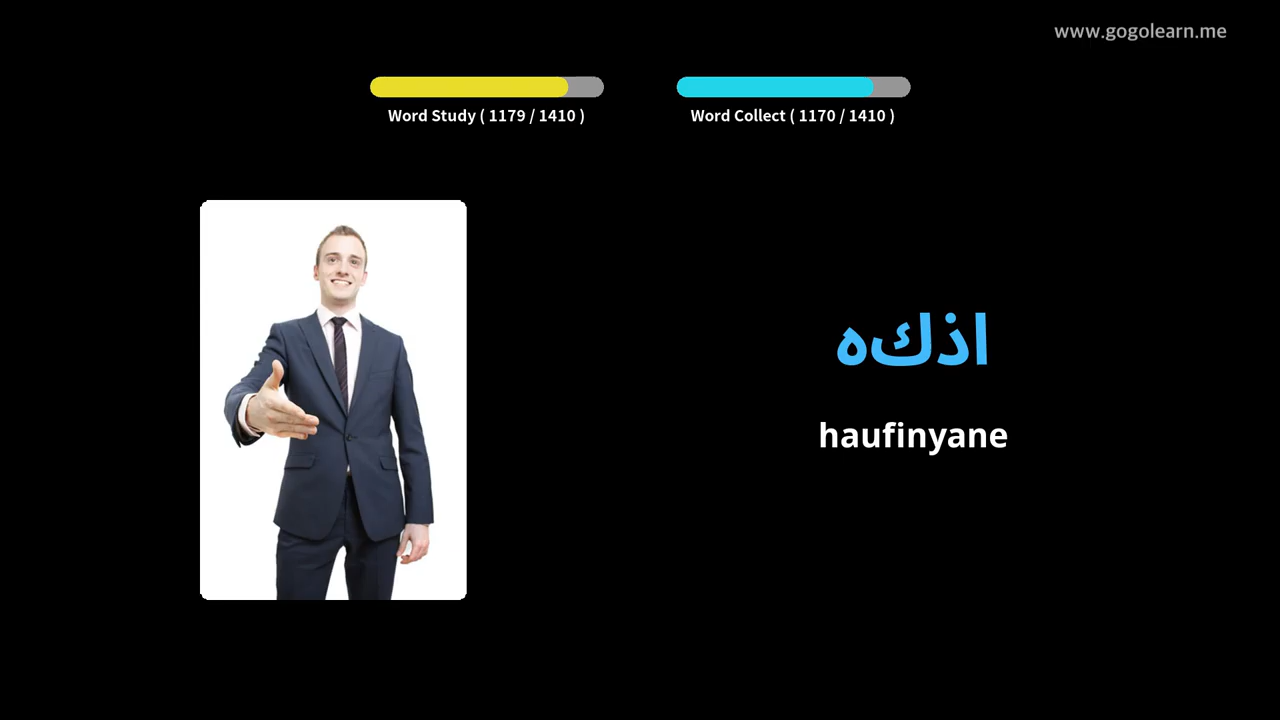 www.gogolearn.me
Word Study ( 1179 / 1410 )
Word Collect ( 1170 / 1410 )
اذكه
haufinyane